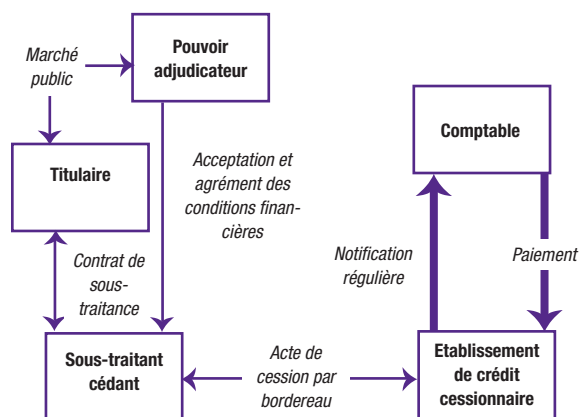 Marché
public
Pouvoir
adjudicateur
Titulaire
Acceptation et
agrément des
conditions finan-
cières
Comptable
Contrat de
sous-
traitance
Notification
régulière
Paiement
Sous-traitant
cédant
Acte de
cession par
bordereau
Etablissement
de crédit
cessionnaire